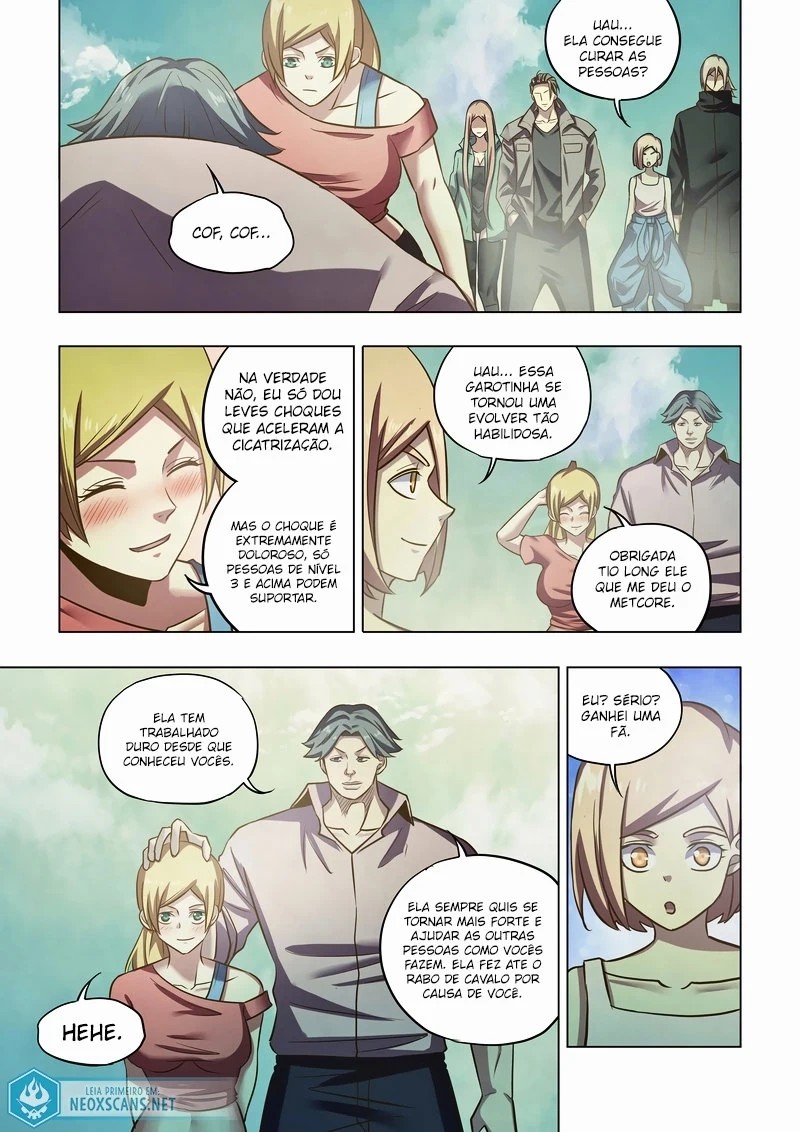 UAU...
ELA CONSEGUE
CURAR AS
PESSOAS?
COF, COF...
NA VERDADE
NÃO, EU SÓ DOU
LEVES CHOQUES
QUE ACELERAM A
CICATRIZAÇÃO.
MAS O CHOQUE É
EXTREMAMENTE
DOLOROSO, SÓ
PESSOAS DE NÍVEL
3 E ACIMA PODEM
SUPORTAR.
UAU... ESSA
GAROTINHA SE
TORNOU UMA
EVOLVER TÃO
HABILIDOSA.
OBRIGADA
TIO LONG ELE
QUE ME DEU O
METCORE.
ELA TEM
TRABALHADO
DURO DESDE QUE
CONHECEU VOCÊS.
EU? SÉRIO?
GANHEI UMA
FÃ.
ELA SEMPRE QUIS SE
TORNAR MAIS FORTE E
AJUDAR AS OUTRAS
PESSOAS COMO VOCÊS
FAZEM. ELA FEZ ATE O
RABO DE CAVALO POR
CAUSA DE VOCÊ.
HEHE.
LEIA PRIMEIRO EM:
NEOXSCANS.NET